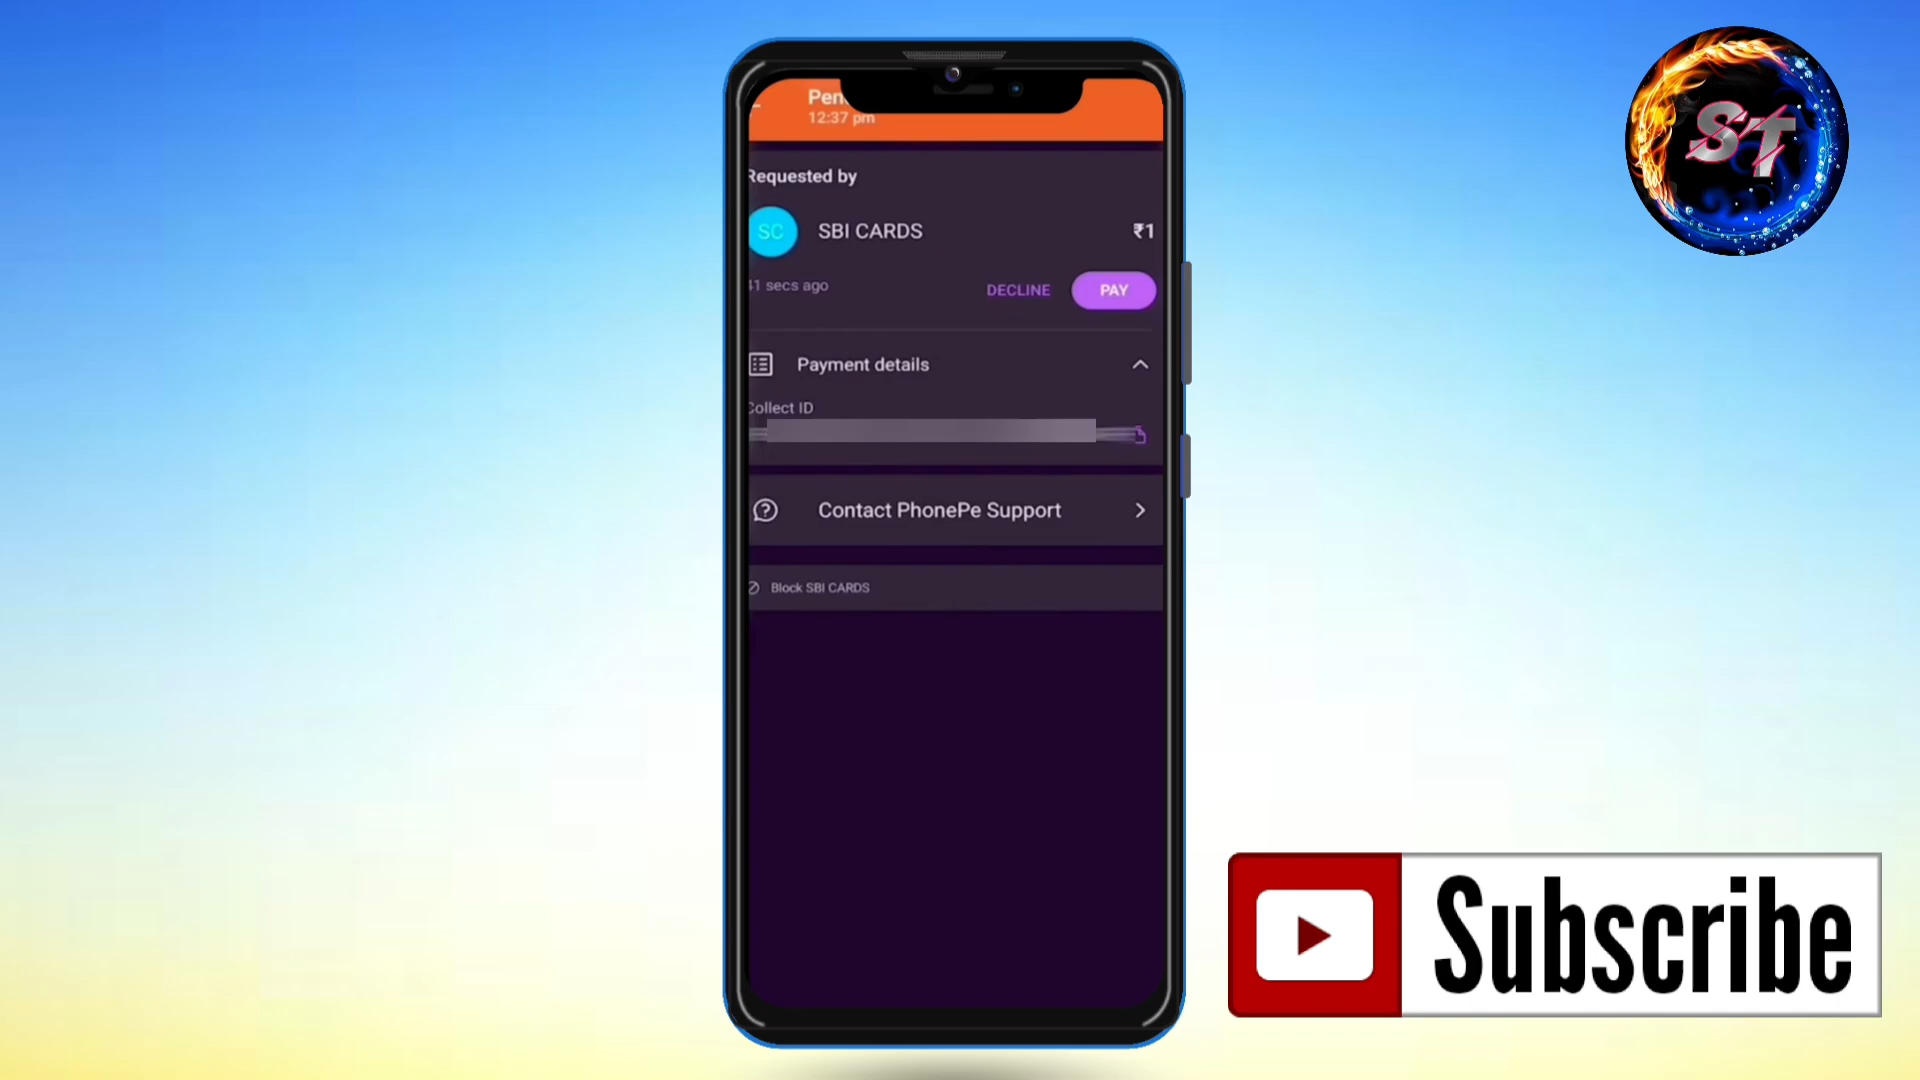 ST
Pen
12:37 pm
Requested by
SC
SBI CARDS
₹1
secs ago
DECLINE
PAY
Payment details
Collect ID
Contact PhonePe Support
Block SBI CARDS
Subscribe